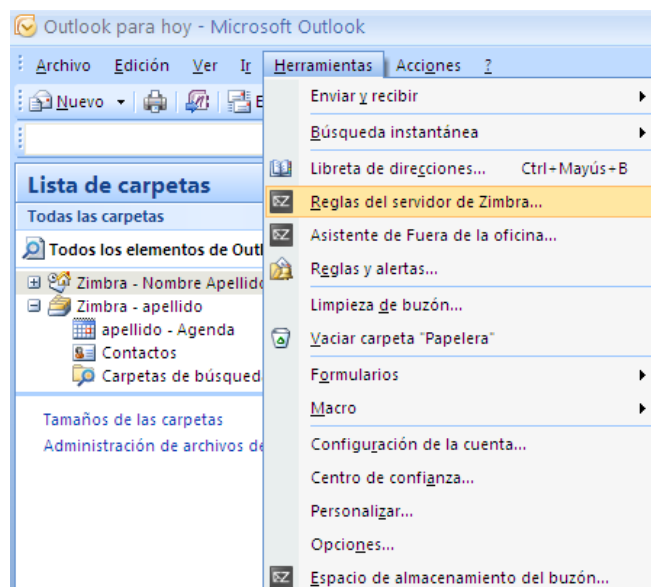 Outlook para hoy - Microsoft Outlook
Archivo Edición Ver Ir Herramientas Acciones ?
Nuevo
Enviar y recibir
Búsqueda instantánea
Libreta de direcciones... Ctrl+Mayús+B
Reglas del servidor de Zimbra...
Asistente de Fuera de la oficina...
Reglas y alertas...
Limpieza de buzón...
Vaciar carpeta "Papelera"
Formularios
Macro
Configuración de la cuenta...
Centro de confianza...
Personalizar...
Opciones...
Espacio de almacenamiento del buzón...
Lista de carpetas
Todas las carpetas
Todos los elementos de Outl
Zimbra - Nombre Apellido
Zimbra - apellido
apellido - Agenda
Contactos
Carpetas de búsqued
Tamaños de las carpetas
Administración de archivos de